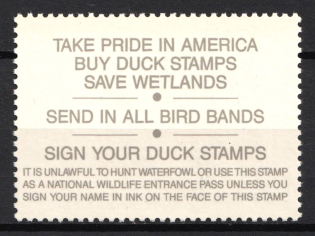 TAKE PRIDE IN AMERICA
BUY DUCK STAMPS
SAVE WETLANDS
SEND IN ALL BIRD BANDS
SIGN YOUR DUCK STAMPS
IT IS UNLAWFUL TO HUNT WATERFOWL OR USE THIS STAMP
AS A NATIONAL WILDLIFE ENTRANCE PASS UNLESS YOU
SIGN YOUR NAME IN INK ON THE FACE OF THIS STAMP